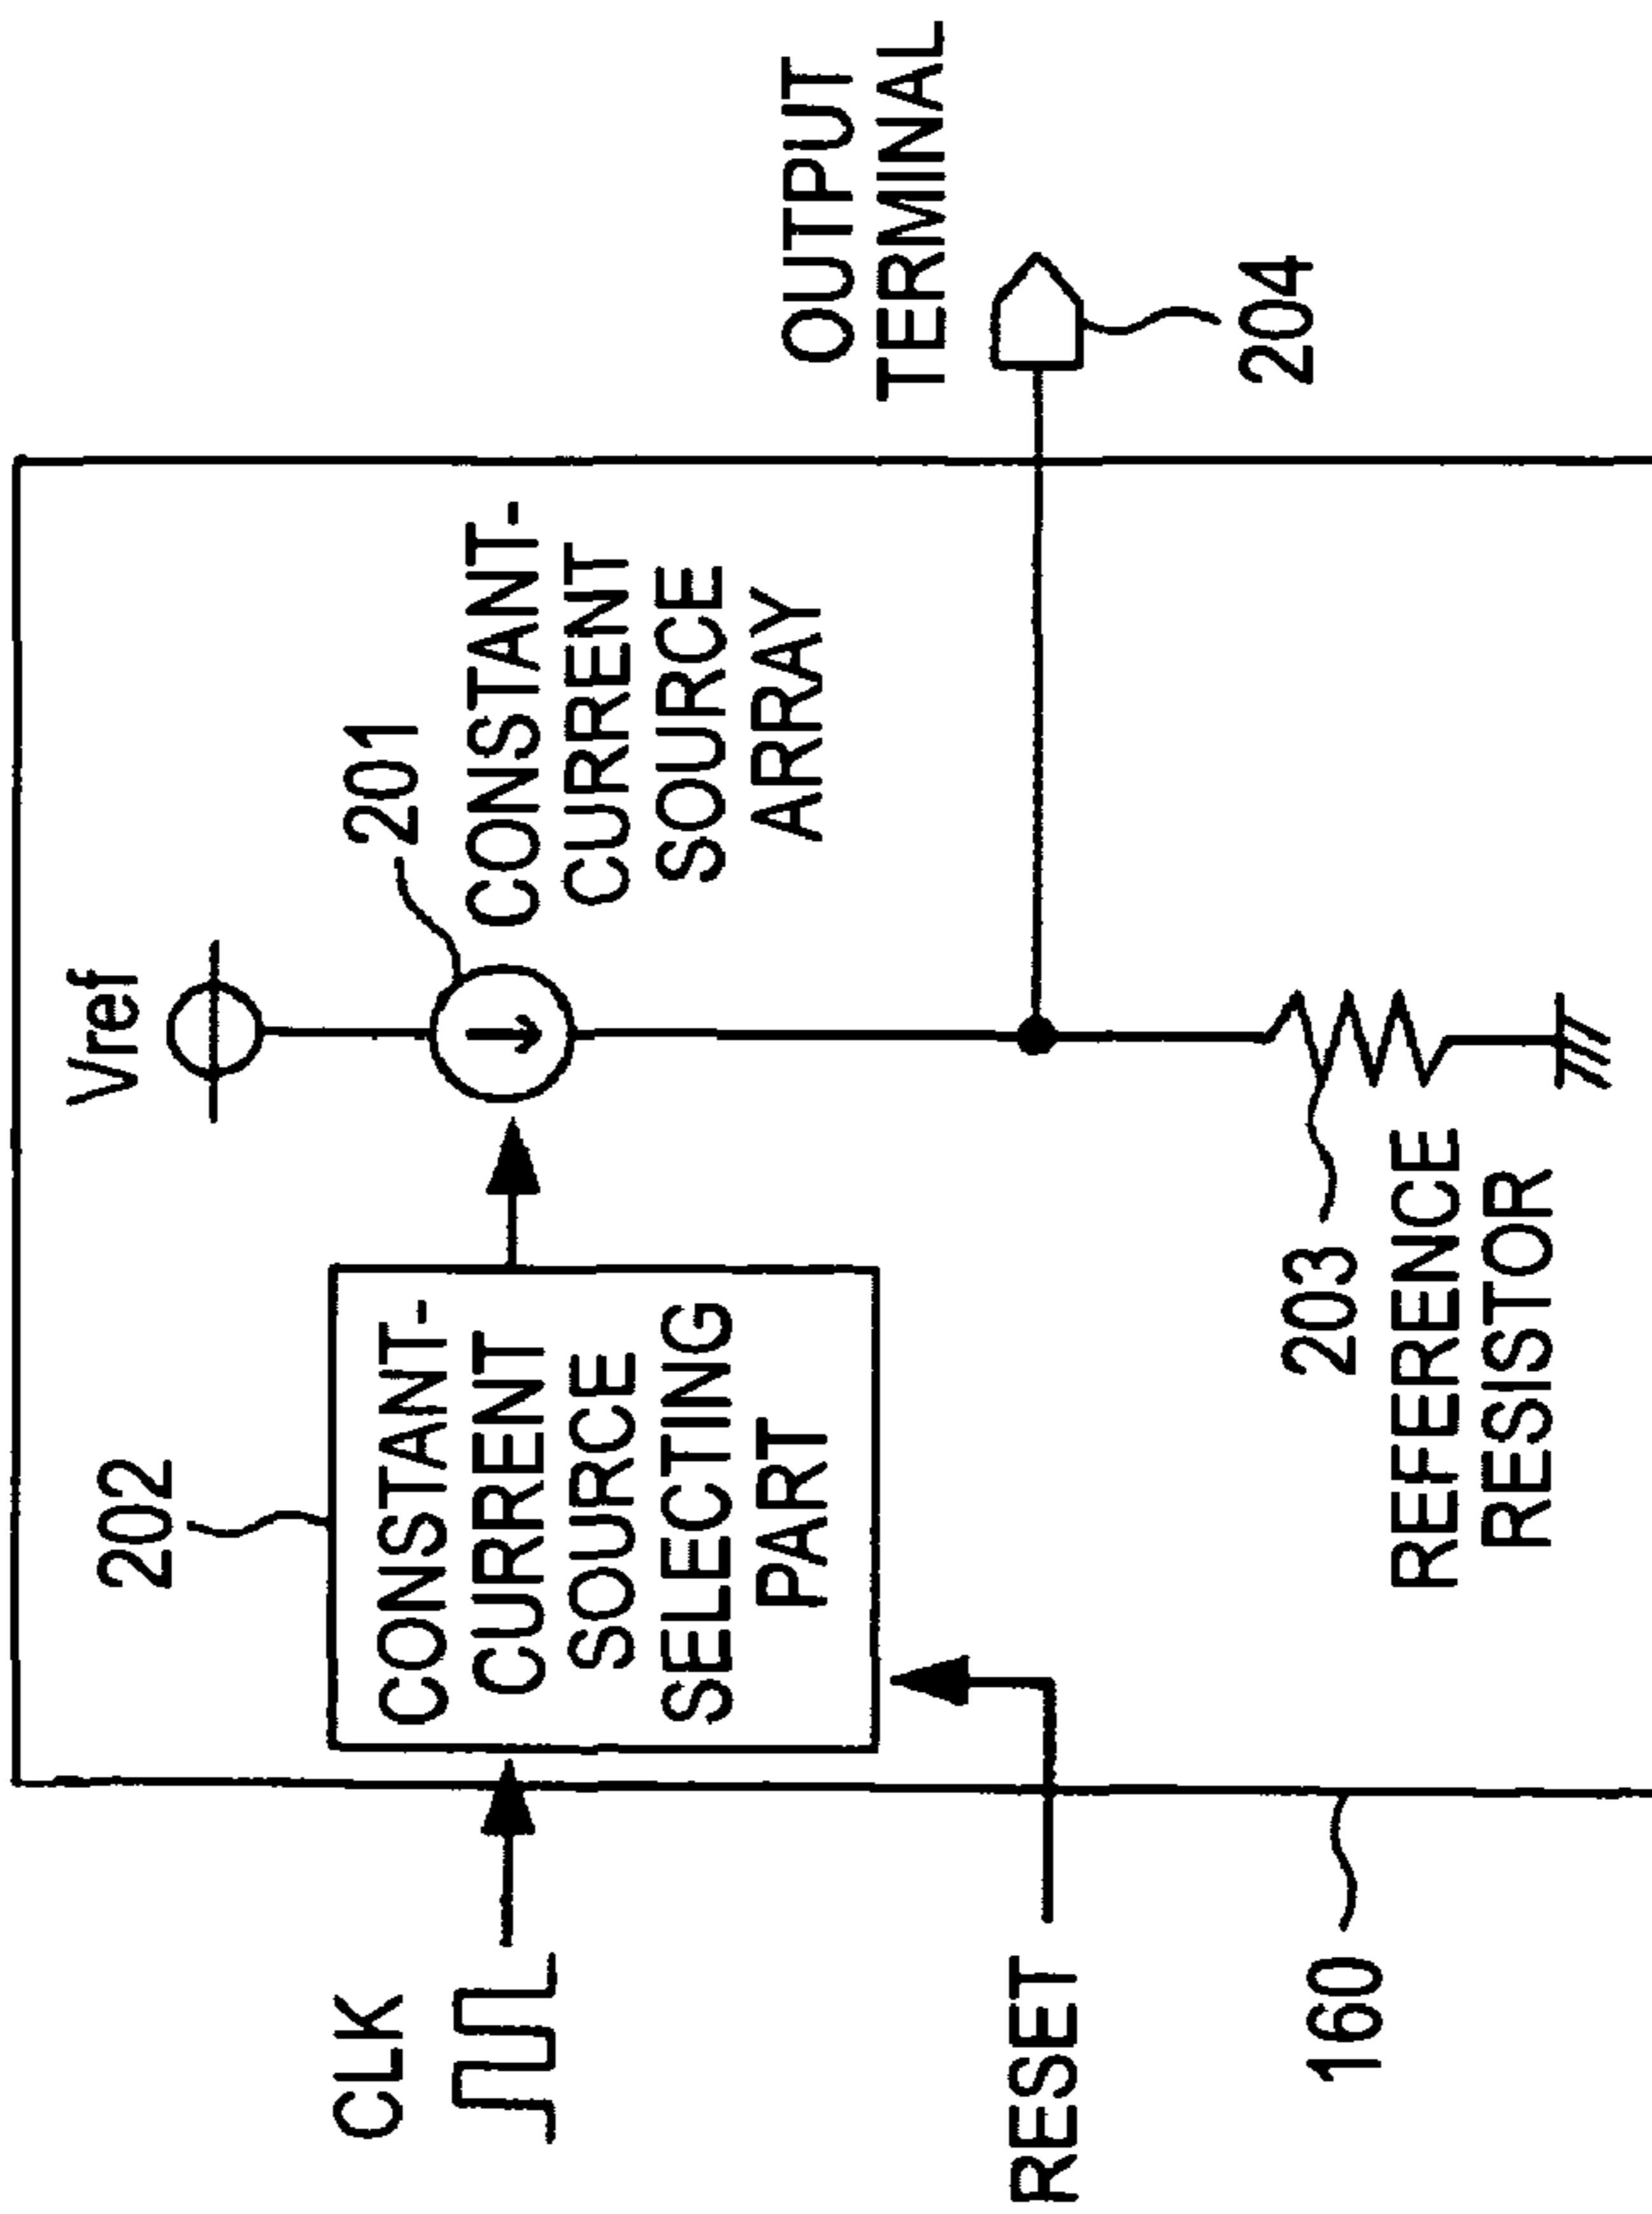 Vref
202
201
CLK
CONSTANT-
CURRENT
SOURCE
SELECTING
PART
CONSTANT-
CURRENT
SOURCE
ARRAY
OUTPUT
TERMINAL
RESET
204
203
160
REFERENCE
RESISTOR